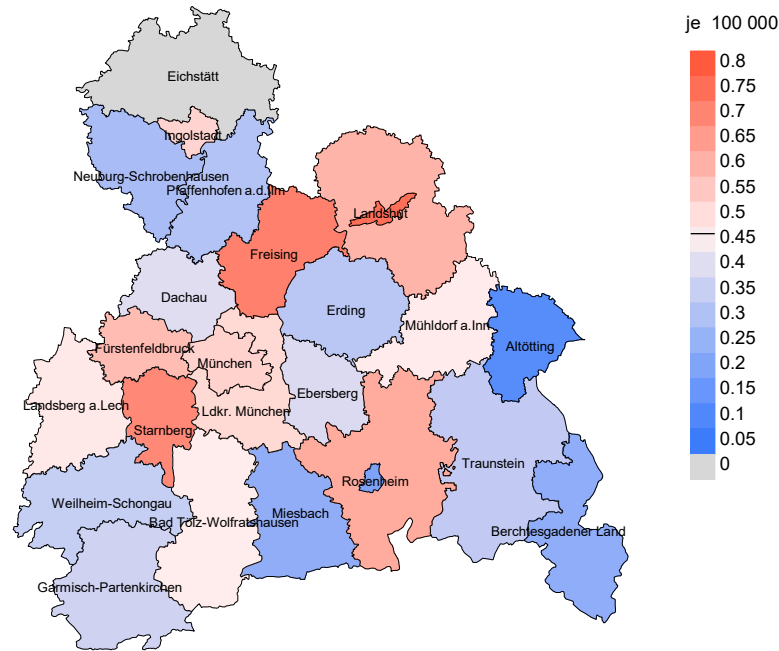 je 100 000
Eichstätt
Ingolstadt
Neuburg-Schrobenhausen
Pfaffenhofen a.d.Ilm
Landshut
Freising
Dachau
Erding
Mühldorf a.Inn
Altötting
Fürstenfeldbruck
München
Ebersberg
Landsberg a.Lech
Ldkr. München
Starnberg
Traunstein
Rosenheim
Weilheim-Schongau
Miesbach
Bad Tölz-Wolfratshausen
Berchtesgadener Land
Garmisch-Partenkirchen
0.8
0.75
0.7
0.65
0.6
0.55
0.5
0.45
0.4
0.35
0.3
0.25
0.2
0.15
0.1
0.05
0